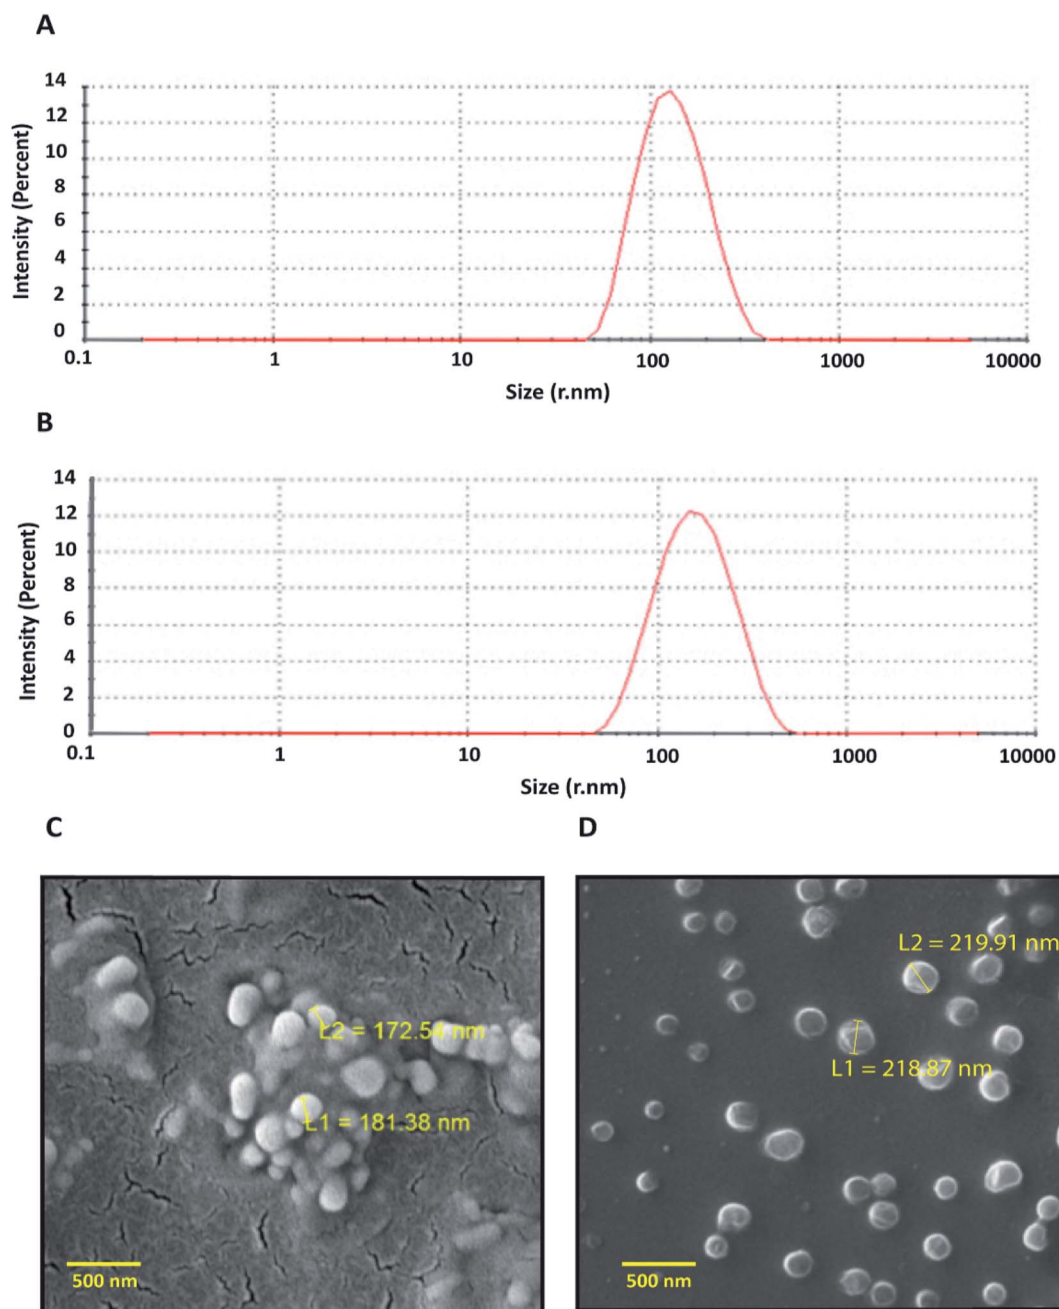 A
14
12
10
8
6
4
2
0
Intensity (Percent)
0.1 1 10 100 1000 10000
Size (r.nm)
B
14
12
10
8
6
4
2
0
Intensity (Percent)
0.1 1 10 100 1000 10000
Size (r.nm)
C
L2 = 172.54 nm
L1 = 181.38 nm
500 nm
D
L2 = 219.91 nm
L1 = 218.87 nm
500 nm